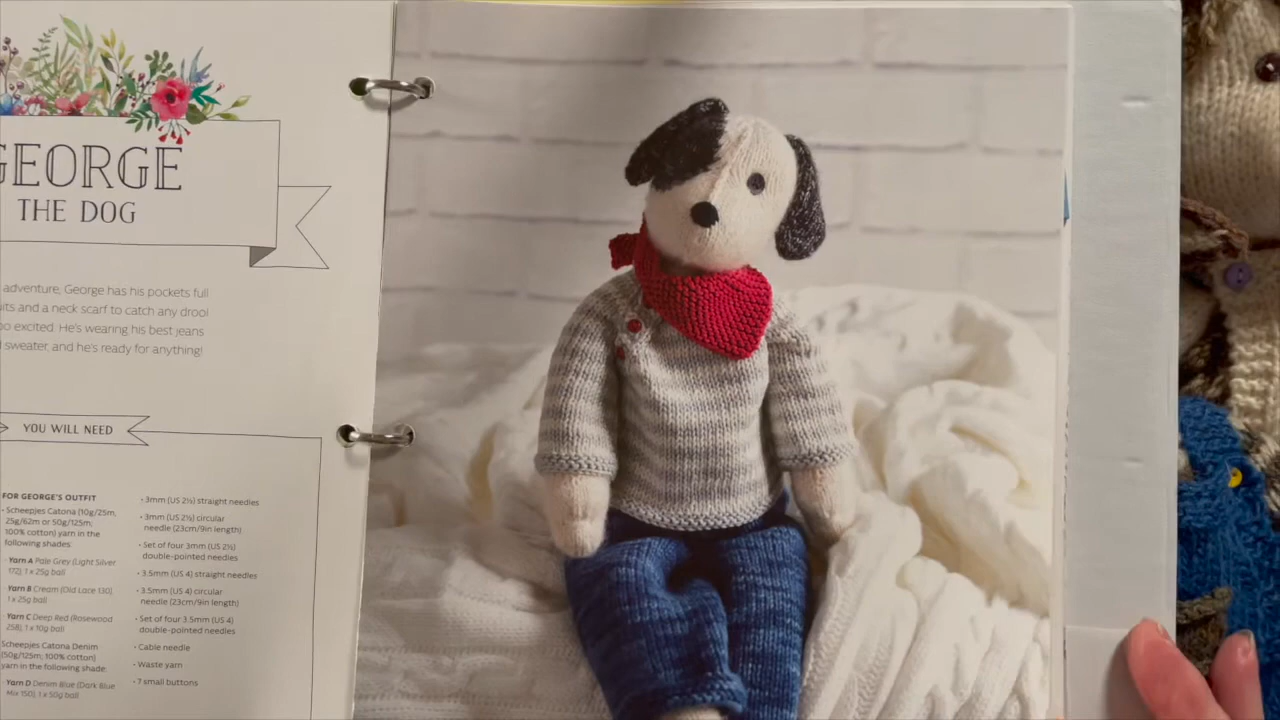 GEORGE
THE DOG
adventure, George has his pockets full
and a neck scarf to catch any drool
excited. He's wearing his best jeans
sweater, and he's ready for anything!
YOU WILL NEED
FOR GEORGE'S OUTFIT
• Scheepjes Catona (10g/25m,
25g/62m or 50g/125m;
100% cotton) yarn in the
following shades:
Yarn A Pale Grey (Light Silver
172), 1 x 25g ball
Yarn B Cream (Old Lace 130),
1 x 25g ball
Yarn C Deep Red (Rosewood
258), 1 x 10g ball
Scheepjes Catona Denim
(50g/125m; 100% cotton)
yarn in the following shade:
Yarn D Denim Blue (Dark Blue
Mix 150), 1 x 50g ball
• 3mm (US 2½) straight needles
• 3mm (US 2½) circular
needle (23cm/9in length)
• Set of four 3mm (US 2½)
double-pointed needles
• 3.5mm (US 4) straight needles
• 3.5mm (US 4) circular
needle (23cm/9in length)
• Set of four 3.5mm (US 4)
double-pointed needles
• Cable needle
• Waste yarn
• 7 small buttons